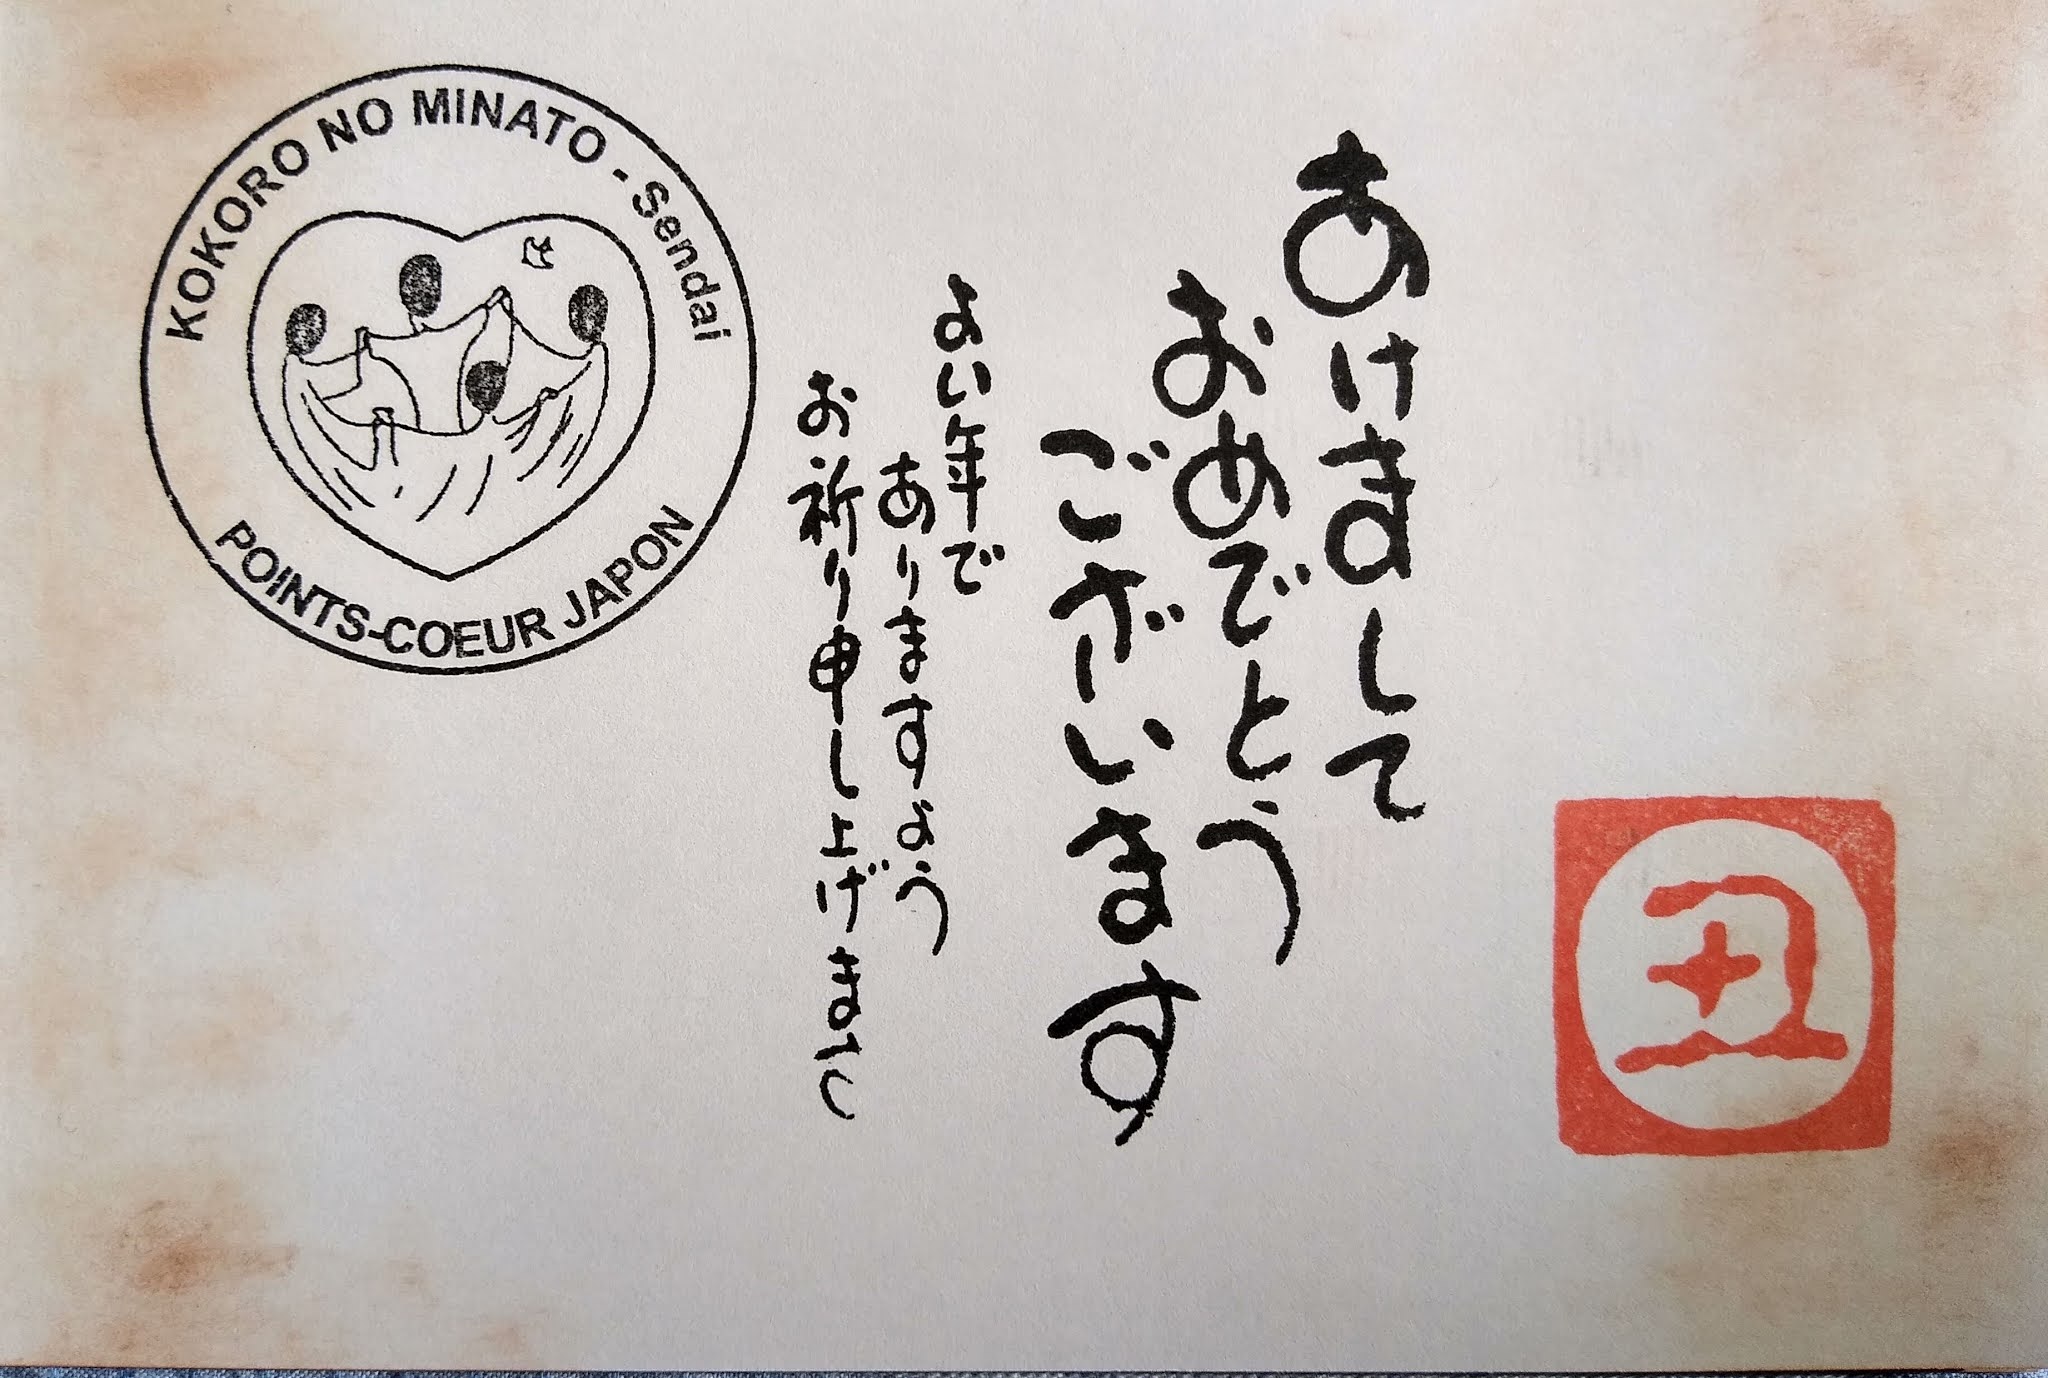 あけまして
おめでとう
ございます
よい年で
ありますよう
お祈り申し上げます
丑
KOKORO NO MINATO - Sendai
POINTS-COEUR JAPON